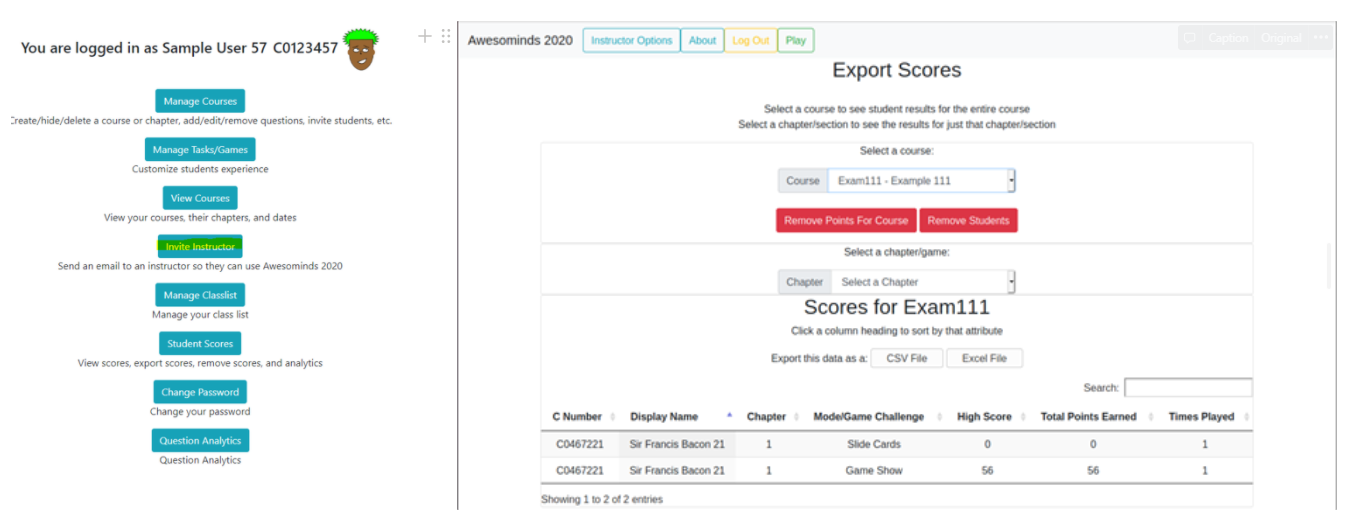 You are logged in as Sample User 57 C0123457
Manage Courses
Create/hide/delete a course or chapter, add/edit/remove questions, invite students, etc.
Manage Tasks/Games
Customize students experience
View Courses
View your courses, their chapters, and dates
Invite Instructor
Send an email to an instructor so they can use Awesominds 2020
Manage Classlist
Manage your class list
Student Scores
View scores, export scores, remove scores, and analytics
Change Password
Change your password
Question Analytics
Question Analytics
Awesominds 2020 Instructor Options About Log Out Play Caption Original
Export Scores
Select a course to see student results for the entire course
Select a chapter/section to see the results for just that chapter/section
Select a course:
Course Exam111 - Example 111
Remove Points For Course Remove Students
Select a chapter/game:
Chapter Select a Chapter
Scores for Exam111
Click a column heading to sort by that attribute
Export this data as a: CSV File Excel File
Search:
C Number Display Name Chapter Mode/Game Challenge High Score Total Points Earned Times Played
C0467221 Sir Francis Bacon 21 1 Slide Cards 0 0 1
C0467221 Sir Francis Bacon 21 1 Game Show 56 56 1
Showing 1 to 2 of 2 entries